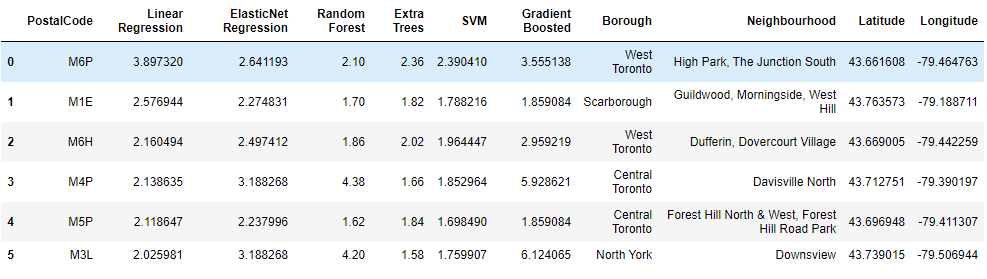 PostalCode Linear Regression ElasticNet Regression Random Forest Extra Trees SVM Gradient Boosted Borough Neighbourhood Latitude Longitude
0 M6P 3.897320 2.641193 2.10 2.36 2.390410 3.555138 West Toronto High Park, The Junction South 43.661608 -79.464763
1 M1E 2.576944 2.274831 1.70 1.82 1.788216 1.859084 Scarborough Guildwood, Morningside, West Hill 43.763573 -79.188711
2 M6H 2.160494 2.497412 1.86 2.02 1.964447 2.959219 West Toronto Dufferin, Dovercourt Village 43.669005 -79.442259
3 M4P 2.138635 3.188268 4.38 1.66 1.852964 5.928621 Central Toronto Davisville North 43.712751 -79.390197
4 M5P 2.118647 2.237996 1.62 1.84 1.698490 1.859084 Central Toronto Forest Hill North & West, Forest Hill Road Park 43.696948 -79.411307
5 M3L 2.025981 3.188268 4.20 1.58 1.759907 6.124065 North York Downsview 43.739015 -79.506944